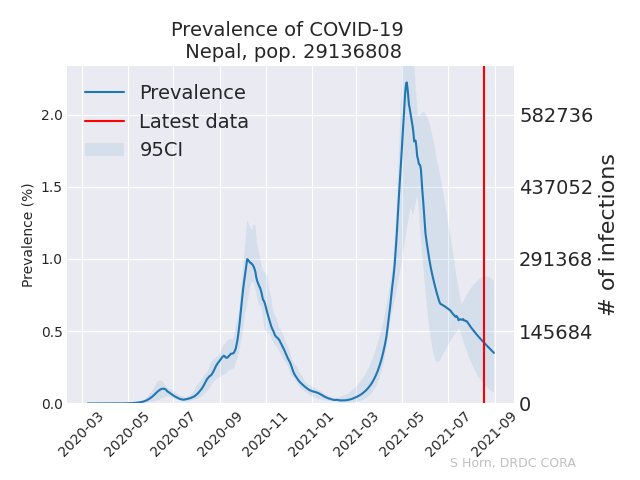 Prevalence of COVID-19
Nepal, pop. 29136808
Prevalence
Latest data
95CI
Prevalence (%)
2.0
1.5
1.0
0.5
0.0
582736
437052
291368
145684
0
# of infections
2020-03
2020-05
2020-07
2020-09
2020-11
2021-01
2021-03
2021-05
2021-07
2021-09
S Horn, DRDC CORA